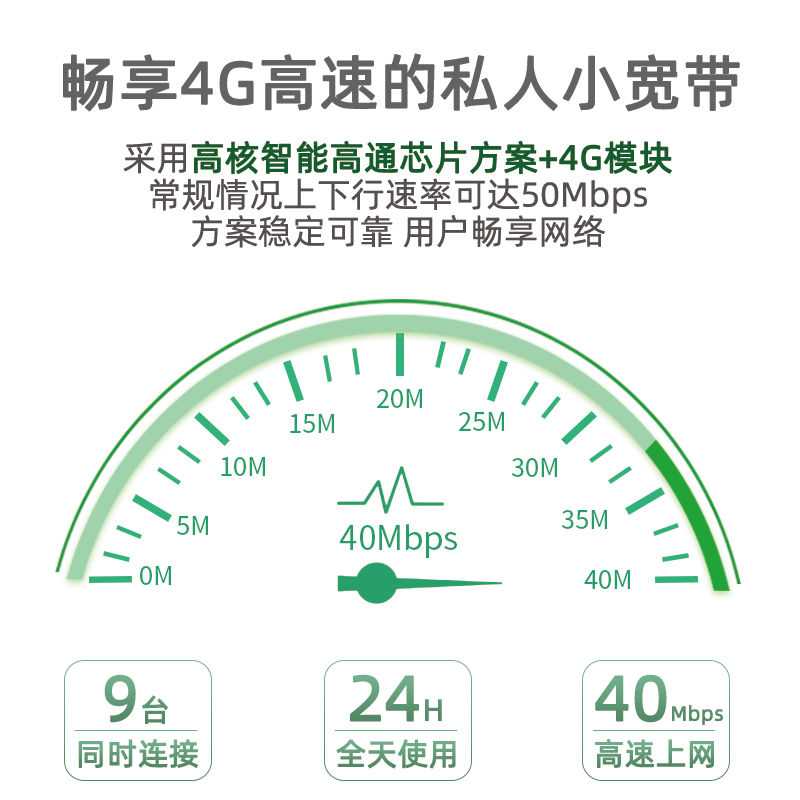 畅享4G高速的私人小宽带
采用高核智能高通芯片方案+4G模块
常规情况上下行速率可达50Mbps
方案稳定可靠 用户畅享网络
20M
15M
25M
10M
30M
5M
35M
40Mbps
0M
40M
9台
同时连接
24H
全天使用
40Mbps
高速上网